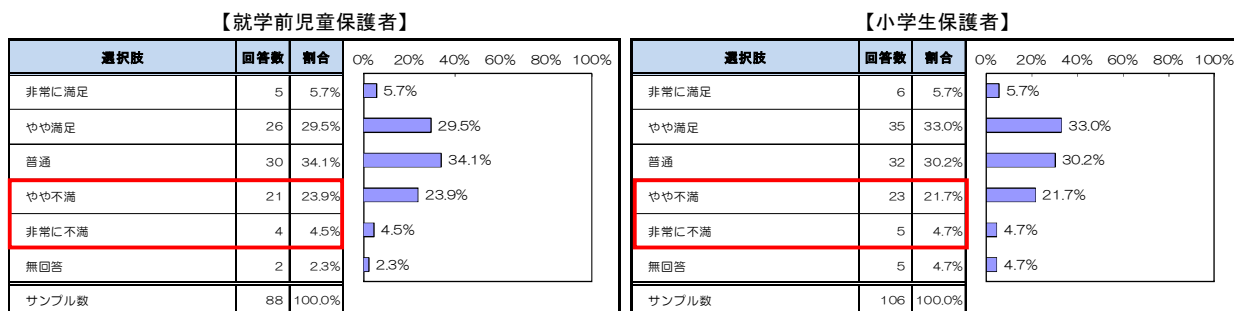 【就学前児童保護者】
選択肢 回答数 割合 0% 20% 40% 60% 80% 100%
非常に満足 5 5.7% 5.7%
やや満足 26 29.5% 29.5%
普通 30 34.1% 34.1%
やや不満 21 23.9% 23.9%
非常に不満 4 4.5% 4.5%
無回答 2 2.3% 2.3%
サンプル数 88 100.0%
【小学生保護者】
選択肢 回答数 割合 0% 20% 40% 60% 80% 100%
非常に満足 6 5.7% 5.7%
やや満足 35 33.0% 33.0%
普通 32 30.2% 30.2%
やや不満 23 21.7% 21.7%
非常に不満 5 4.7% 4.7%
無回答 5 4.7% 4.7%
サンプル数 106 100.0%